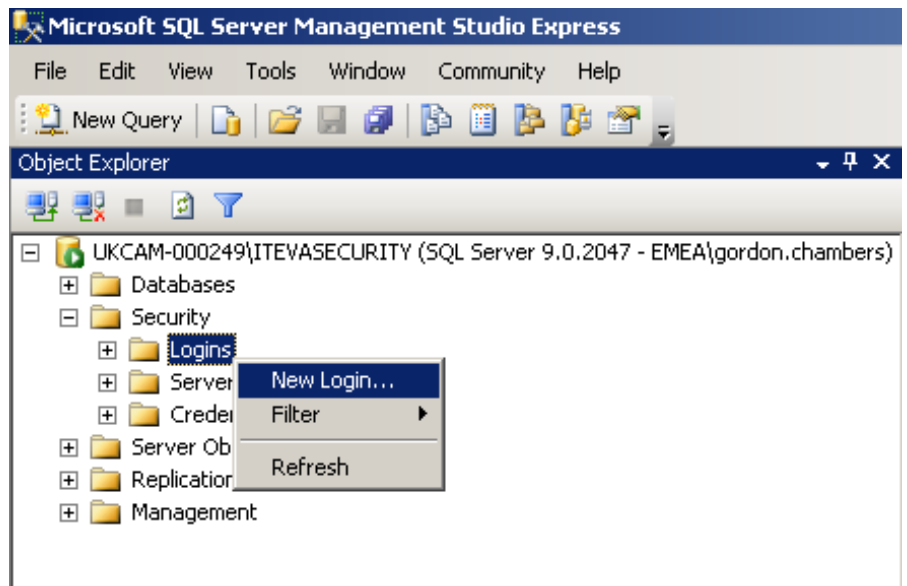 Microsoft SQL Server Management Studio Express
File Edit View Tools Window Community Help
New Query
Object Explorer
UKCAM-000249\ITEVASECURITY (SQL Server 9.0.2047 - EMEA\gordon.chambers)
Databases
Security
Logins
New Login...
Server
Filter
Creder
Server Ob
Refresh
Replication
Management